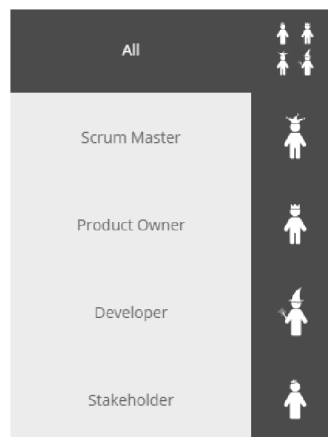 All
Scrum Master
Product Owner
Developer
Stakeholder